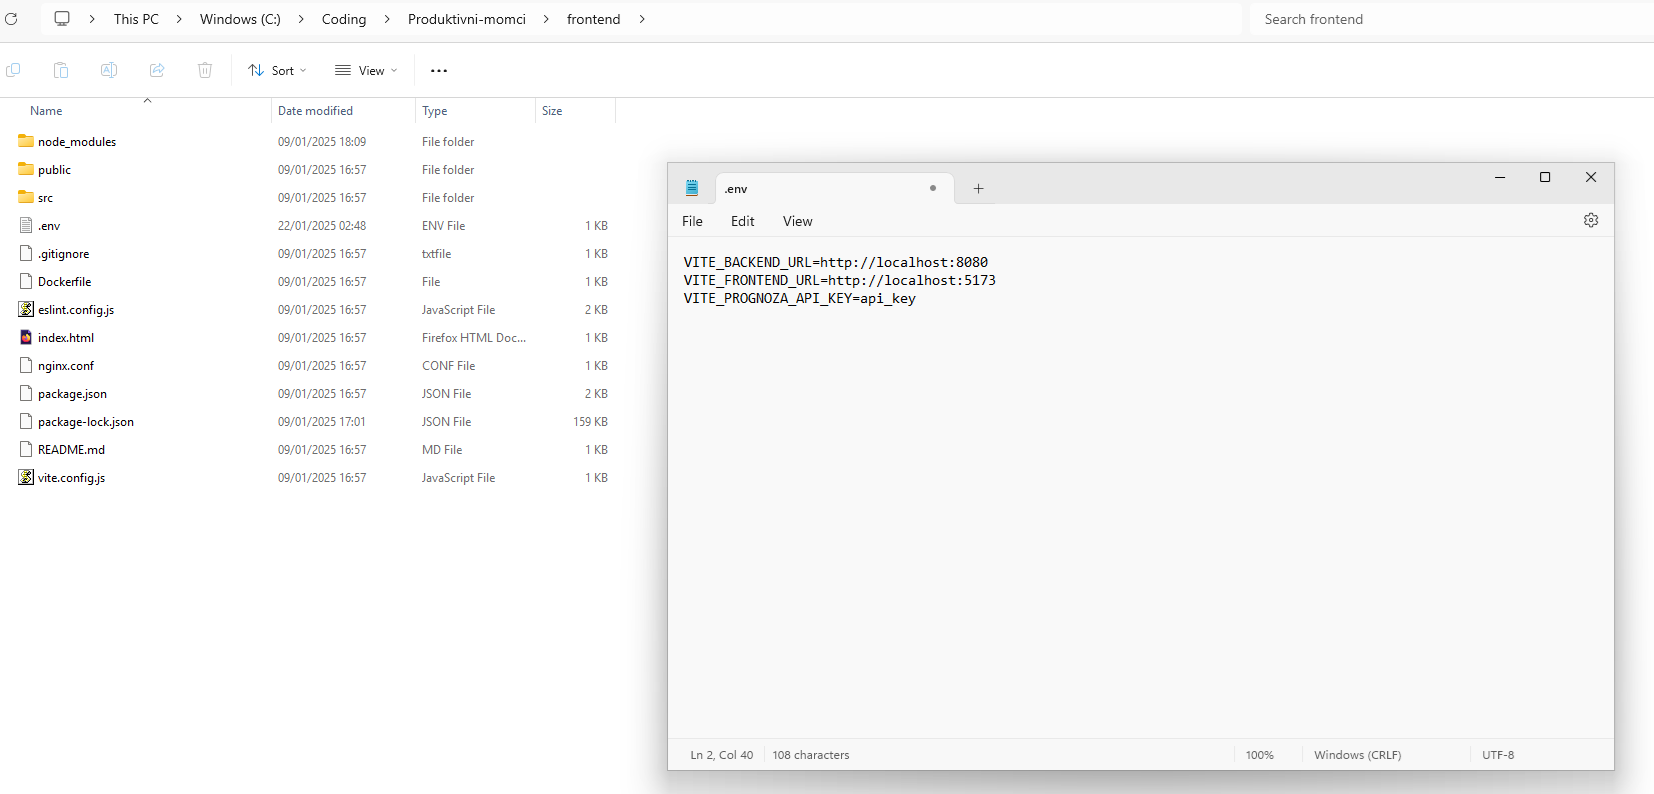 This PC > Windows (C:) > Coding > Produktivni-momci > frontend >
Search frontend
Sort
View
Name Date modified Type Size
node_modules 09/01/2025 18:09 File folder
public 09/01/2025 16:57 File folder
src 09/01/2025 16:57 File folder
.env 22/01/2025 02:48 ENV File 1 KB
.gitignore 09/01/2025 16:57 txtfile 1 KB
Dockerfile 09/01/2025 16:57 File 1 KB
eslint.config.js 09/01/2025 16:57 JavaScript File 2 KB
index.html 09/01/2025 16:57 Firefox HTML Doc... 1 KB
nginx.conf 09/01/2025 16:57 CONF File 1 KB
package.json 09/01/2025 16:57 JSON File 2 KB
package-lock.json 09/01/2025 17:01 JSON File 159 KB
README.md 09/01/2025 16:57 MD File 1 KB
vite.config.js 09/01/2025 16:57 JavaScript File 1 KB
.env
File Edit View
VITE_BACKEND_URL=http://localhost:8080
VITE_FRONTEND_URL=http://localhost:5173
VITE_PROGNOZA_API_KEY=api_key
Ln 2, Col 40 108 characters 100% Windows (CRLF) UTF-8